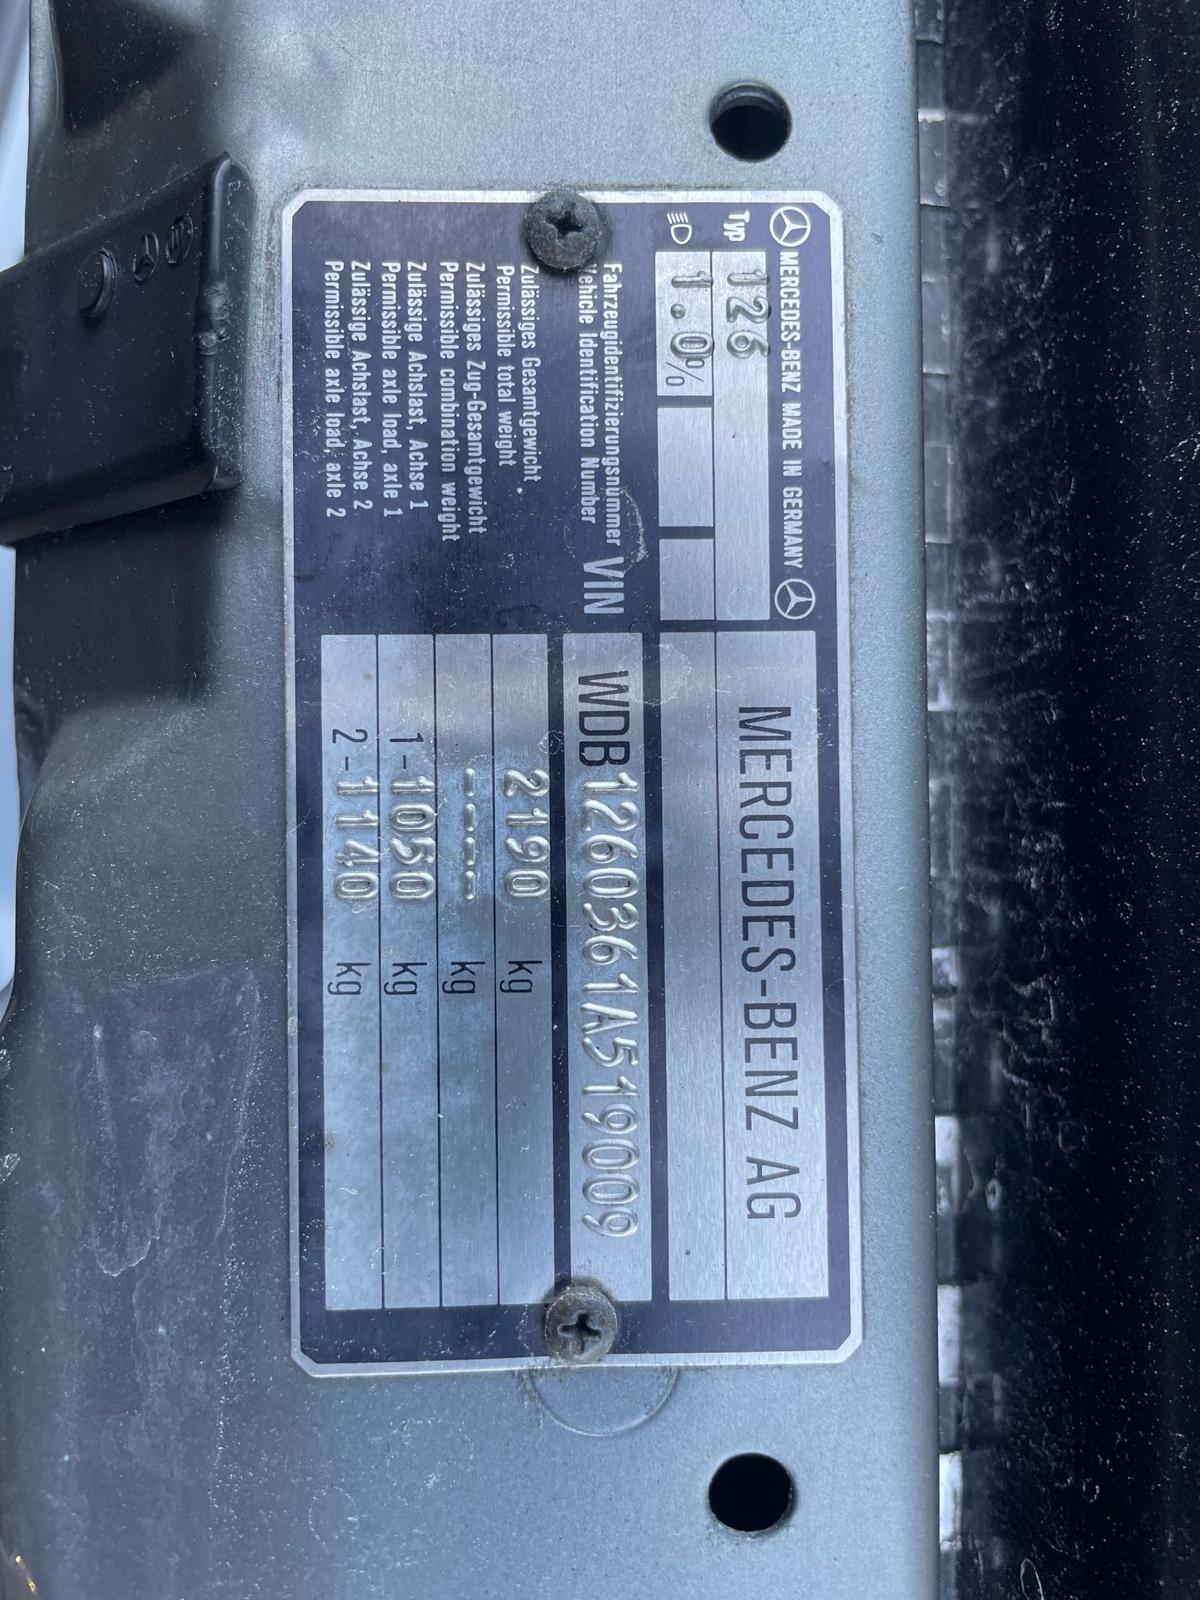 MERCEDES-BENZ MADE IN GERMANY
MERCEDES-BENZ AG
Typ 126
1.0%
Fahrzeugidentifizierungsnummer
Vehicle Identification Number VIN WDB1260361A519009
Zulässiges Gesamtgewicht
Permissible total weight 2190 kg
Zulässiges Zug-Gesamtgewicht
Permissible combination weight ---- kg
Zulässige Achslast, Achse 1
Permissible axle load, axle 1 1-1050 kg
Zulässige Achslast, Achse 2
Permissible axle load, axle 2 2-1140 kg